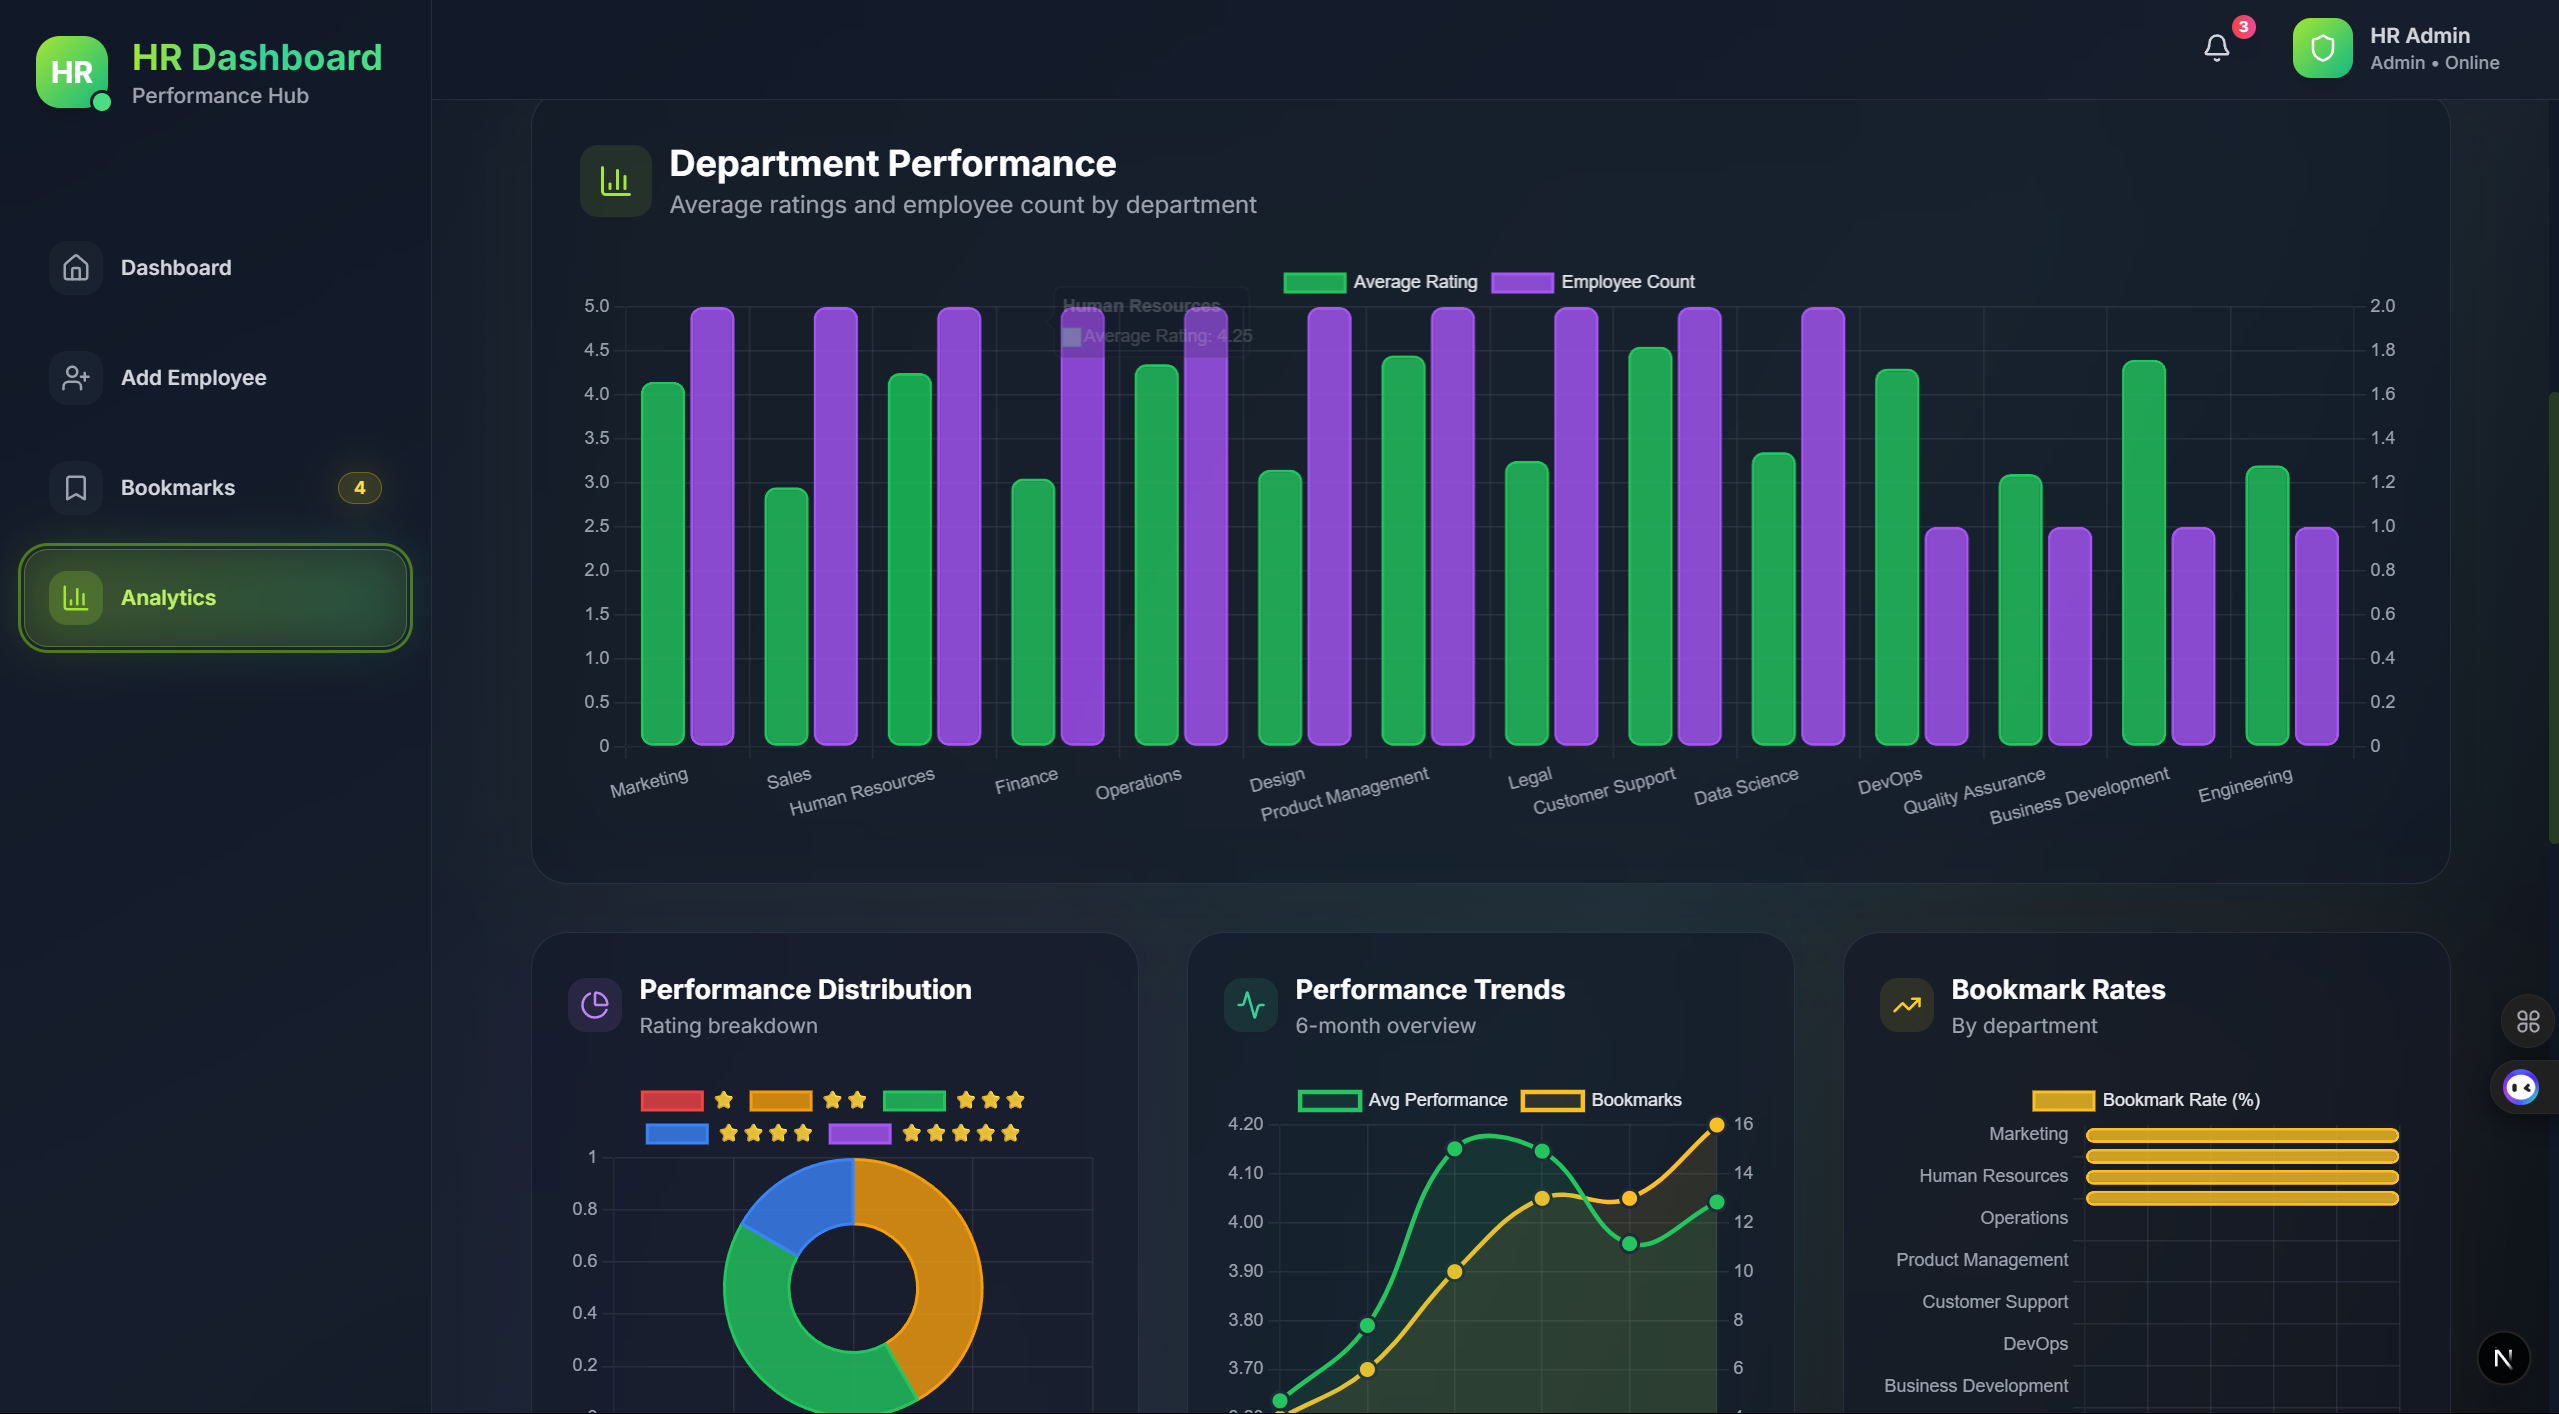 HR
HR Dashboard
Performance Hub
Dashboard
Add Employee
Bookmarks
4
Analytics
3
HR Admin
Admin • Online
Department Performance
Average ratings and employee count by department
Average Rating
Employee Count
Human Resources
Average Rating: 4.25
5.0
4.5
4.0
3.5
3.0
2.5
2.0
1.5
1.0
0.5
0
2.0
1.8
1.6
1.4
1.2
1.0
0.8
0.6
0.4
0.2
0
Marketing
Sales
Human Resources
Finance
Operations
Design
Product Management
Legal
Customer Support
Data Science
DevOps
Quality Assurance
Business Development
Engineering
Performance Distribution
Rating breakdown
1
0.8
0.6
0.4
0.2
Performance Trends
6-month overview
Avg Performance
Bookmarks
4.20
4.10
4.00
3.90
3.80
3.70
16
14
12
10
8
6
Bookmark Rates
By department
Bookmark Rate (%)
Marketing
Human Resources
Operations
Product Management
Customer Support
DevOps
Business Development
N